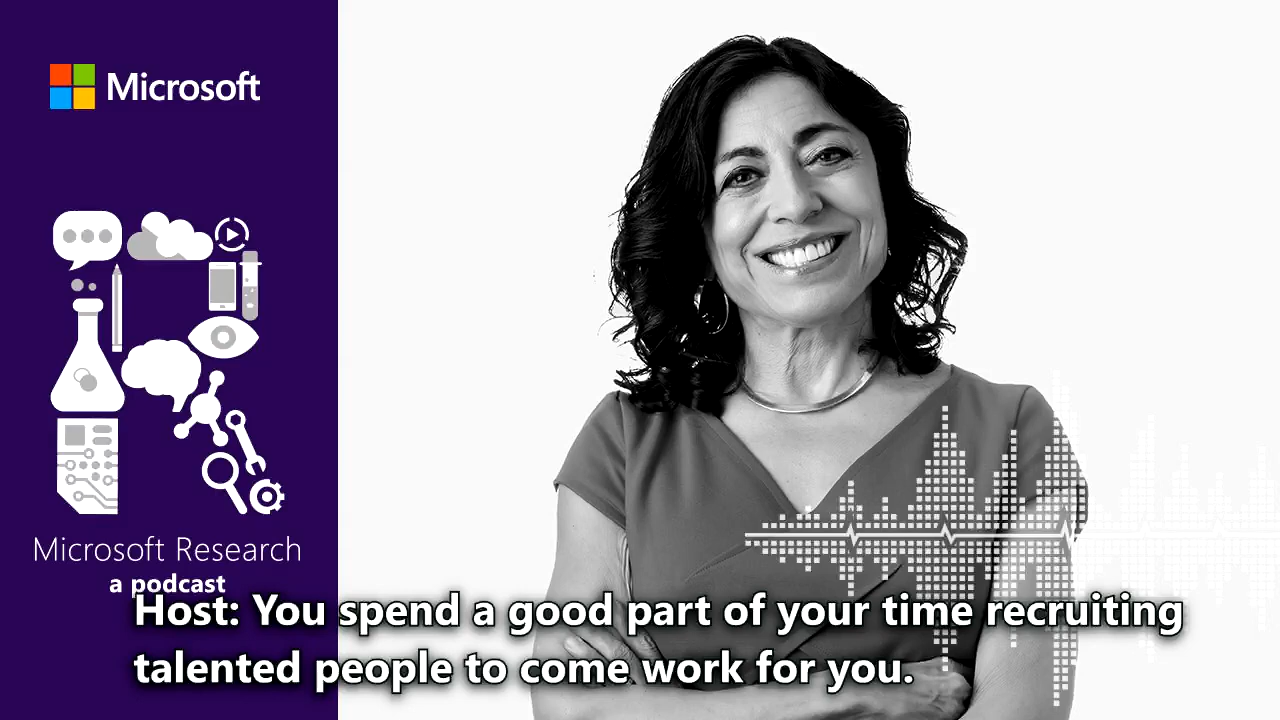 Microsoft
Microsoft Research
a podcast
Host: You spend a good part of your time recruiting
talented people to come work for you.